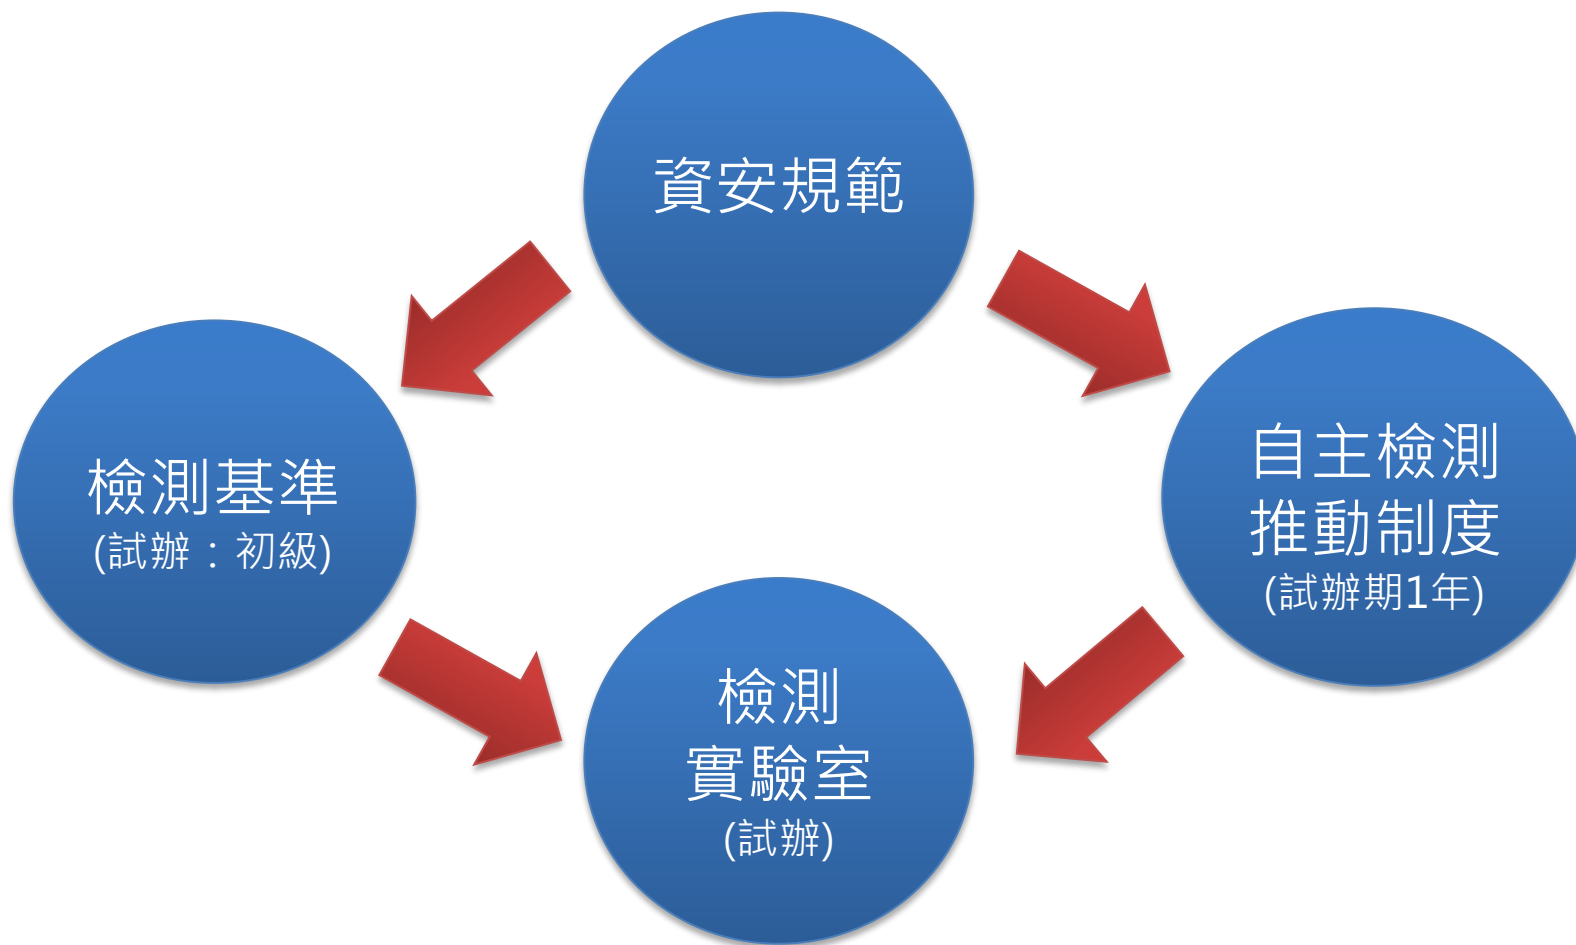 資安規範
檢測基準
(試辦：初級)
自主檢測
推動制度
(試辦期1年)
檢測
實驗室
(試辦)